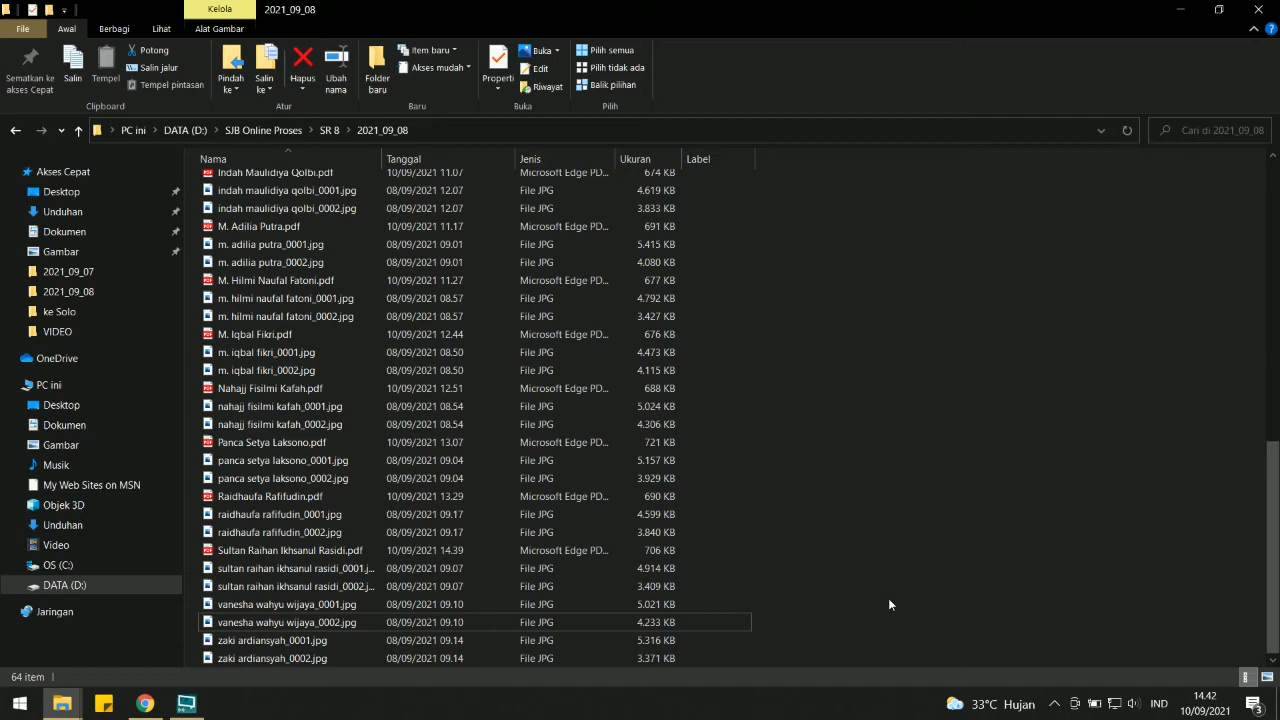 Kelola
2021_09_08
File
Awal
Berbagi
Lihat
Alat Gambar
Sematkan ke
akses Cepat
Salin
Tempel
Potong
Salin jalur
Tempel pintasan
Clipboard
Pindah
ke
Salin
ke
Hapus
Ubah
nama
Atur
Folder
baru
Item baru
Akses mudah
Baru
Properti
Buka
Edit
Riwayat
Buka
Pilih semua
Pilih tidak ada
Balik pilihan
Pilih
PC ini
DATA (D:)
SJB Online Proses
SR 8
2021_09_08
Cari di 2021_09_08
Akses Cepat
Desktop
Unduhan
Dokumen
Gambar
2021_09_07
2021_09_08
ke Solo
VIDEO
OneDrive
PC ini
Desktop
Dokumen
Gambar
Musik
My Web Sites on MSN
Objek 3D
Unduhan
Video
OS (C:)
DATA (D:)
Jaringan
Nama Tanggal Jenis Ukuran Label
Indah Maulidiya Qolbi.pdf 10/09/2021 11.07 Microsoft Edge PD... 674 KB
indah maulidiya qolbi_0001.jpg 08/09/2021 12.07 File JPG 4.619 KB
indah maulidiya qolbi_0002.jpg 08/09/2021 12.07 File JPG 3.833 KB
M. Adilia Putra.pdf 10/09/2021 11.17 Microsoft Edge PD... 691 KB
m. adilia putra_0001.jpg 08/09/2021 09.01 File JPG 5.415 KB
m. adilia putra_0002.jpg 08/09/2021 09.01 File JPG 4.080 KB
M. Hilmi Naufal Fatoni.pdf 10/09/2021 11.27 Microsoft Edge PD... 677 KB
m. hilmi naufal fatoni_0001.jpg 08/09/2021 08.57 File JPG 4.792 KB
m. hilmi naufal fatoni_0002.jpg 08/09/2021 08.57 File JPG 3.427 KB
M. Iqbal Fikri.pdf 10/09/2021 12.44 Microsoft Edge PD... 676 KB
m. iqbal fikri_0001.jpg 08/09/2021 08.50 File JPG 4.473 KB
m. iqbal fikri_0002.jpg 08/09/2021 08.50 File JPG 4.115 KB
Nahajj Fisilmi Kafah.pdf 10/09/2021 12.51 Microsoft Edge PD... 688 KB
nahajj fisilmi kafah_0001.jpg 08/09/2021 08.54 File JPG 5.024 KB
nahajj fisilmi kafah_0002.jpg 08/09/2021 08.54 File JPG 4.306 KB
Panca Setya Laksono.pdf 10/09/2021 13.07 Microsoft Edge PD... 721 KB
panca setya laksono_0001.jpg 08/09/2021 09.04 File JPG 5.157 KB
panca setya laksono_0002.jpg 08/09/2021 09.04 File JPG 3.929 KB
Raidhaufa Rafifudin.pdf 10/09/2021 13.29 Microsoft Edge PD... 690 KB
raidhaufa rafifudin_0001.jpg 08/09/2021 09.17 File JPG 4.599 KB
raidhaufa rafifudin_0002.jpg 08/09/2021 09.17 File JPG 3.840 KB
Sultan Raihan Ikhsanul Rasidi.pdf 10/09/2021 14.39 Microsoft Edge PD... 706 KB
sultan raihan ikhsanul rasidi_0001.j... 08/09/2021 09.07 File JPG 4.914 KB
sultan raihan ikhsanul rasidi_0002.j... 08/09/2021 09.07 File JPG 3.409 KB
vanesha wahyu wijaya_0001.jpg 08/09/2021 09.10 File JPG 5.021 KB
vanesha wahyu wijaya_0002.jpg 08/09/2021 09.10 File JPG 4.233 KB
zaki ardiansyah_0001.jpg 08/09/2021 09.14 File JPG 5.316 KB
zaki ardiansyah_0002.jpg 08/09/2021 09.14 File JPG 3.371 KB
64 item
33°C Hujan
IND
14.42
10/09/2021
3